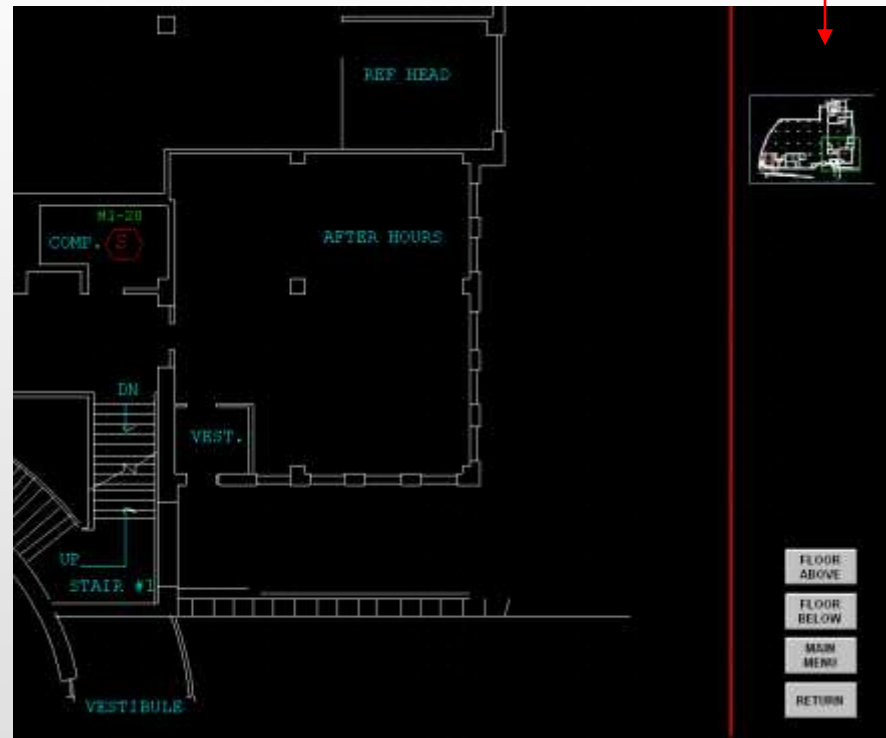 REF HEAD
M1-20
COMP.
S
AFTER HOURS
DN
VEST.
UP
STAIR #1
VESTIBULE
FLOOR
ABOVE
FLOOR
BELOW
MAIN
MENU
RETURN